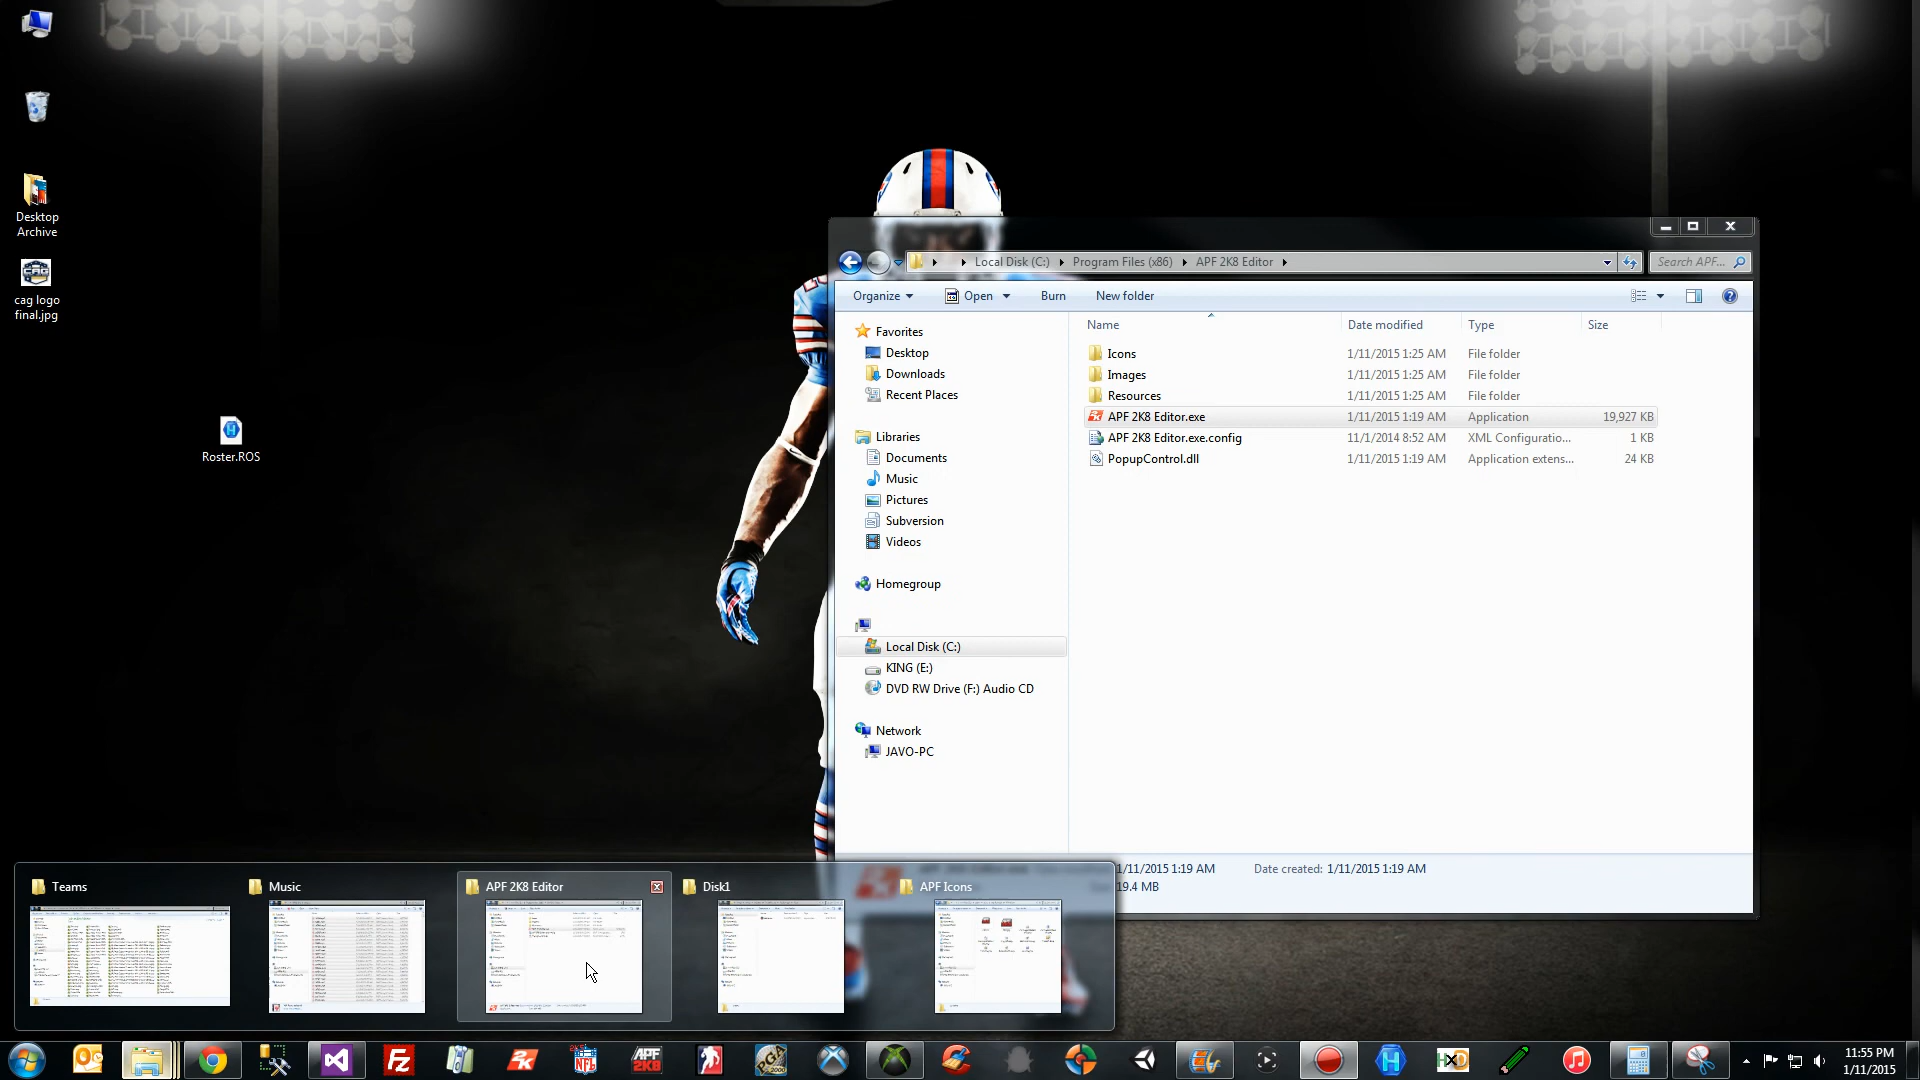 Desktop
Archive
cag logo
final.jpg
Roster.ROS
Local Disk (C:)
Program Files (x86)
APF 2K8 Editor
Search APF...
Organize
Open
Burn
New folder
Name
Date modified
Type
Size
Favorites
Desktop
Downloads
Recent Places
Libraries
Documents
Music
Pictures
Subversion
Videos
Homegroup
Local Disk (C:)
KING (E:)
DVD RW Drive (F:) Audio CD
Network
JAVO-PC
Icons 1/11/2015 1:25 AM File folder
Images 1/11/2015 1:25 AM File folder
Resources 1/11/2015 1:25 AM File folder
APF 2K8 Editor.exe 1/11/2015 1:19 AM Application 19,927 KB
APF 2K8 Editor.exe.config 11/1/2014 8:52 AM XML Configuratio... 1 KB
PopupControl.dll 1/11/2015 1:19 AM Application extens... 24 KB
1/11/2015 1:19 AM Date created: 1/11/2015 1:19 AM
19.4 MB
Teams
Music
APF 2K8 Editor
Disk1
APF Icons
11:55 PM
1/11/2015